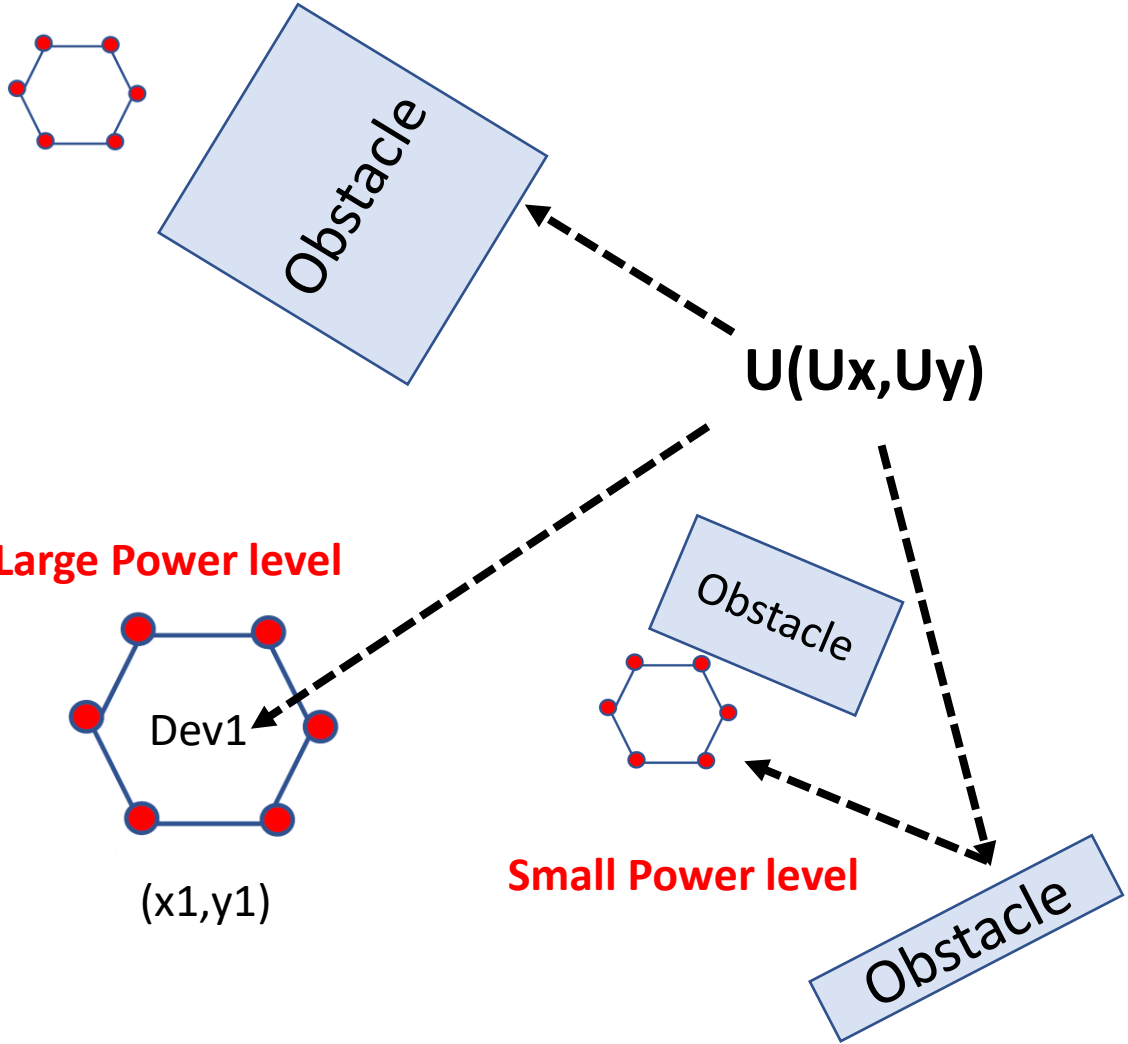 Obstacle
U(Ux,Uy)
Large Power level
Obstacle
Dev1
Small Power level
(x1,y1)
Obstacle